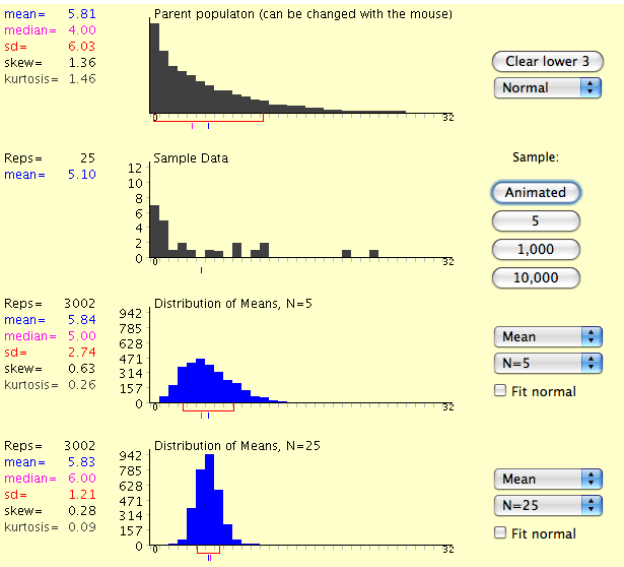 mean= 5.81
median= 4.00
sd= 6.03
skew= 1.36
kurtosis= 1.46
Parent populaton (can be changed with the mouse)
0 32
Clear lower 3
Normal
Reps= 25
mean= 5.10
Sample Data
12
10
8
6
4
2
0
0 32
Sample:
Animated
5
1,000
10,000
Reps= 3002
mean= 5.84
median= 5.00
sd= 2.74
skew= 0.63
kurtosis= 0.26
Distribution of Means, N=5
942
785
628
471
314
157
0
0 32
Mean
N=5
Fit normal
Reps= 3002
mean= 5.83
median= 6.00
sd= 1.21
skew= 0.28
kurtosis= 0.09
Distribution of Means, N=25
942
785
628
471
314
157
0
0 32
Mean
N=25
Fit normal